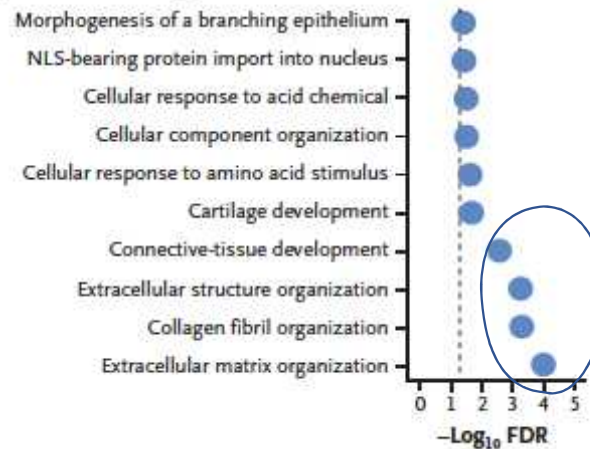 Morphogenesis of a branching epithelium
NLS-bearing protein import into nucleus
Cellular response to acid chemical
Cellular component organization
Cellular response to amino acid stimulus
Cartilage development
Connective-tissue development
Extracellular structure organization
Collagen fibril organization
Extracellular matrix organization
0 1 2 3 4 5
–Log₁₀ FDR